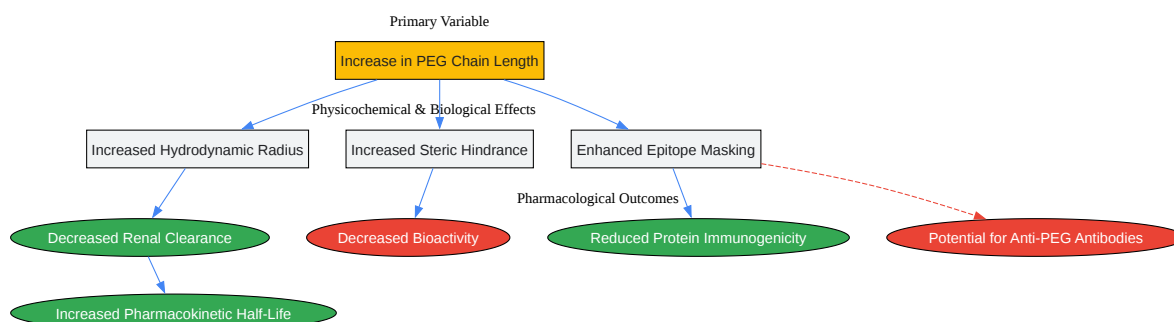 Primary Variable
Increase in PEG Chain Length
Physicochemical & Biological Effects
Increased Hydrodynamic Radius
Increased Steric Hindrance
Enhanced Epitope Masking
Pharmacological Outcomes
Decreased Renal Clearance
Decreased Bioactivity
Reduced Protein Immunogenicity
Potential for Anti-PEG Antibodies
Increased Pharmacokinetic Half-Life